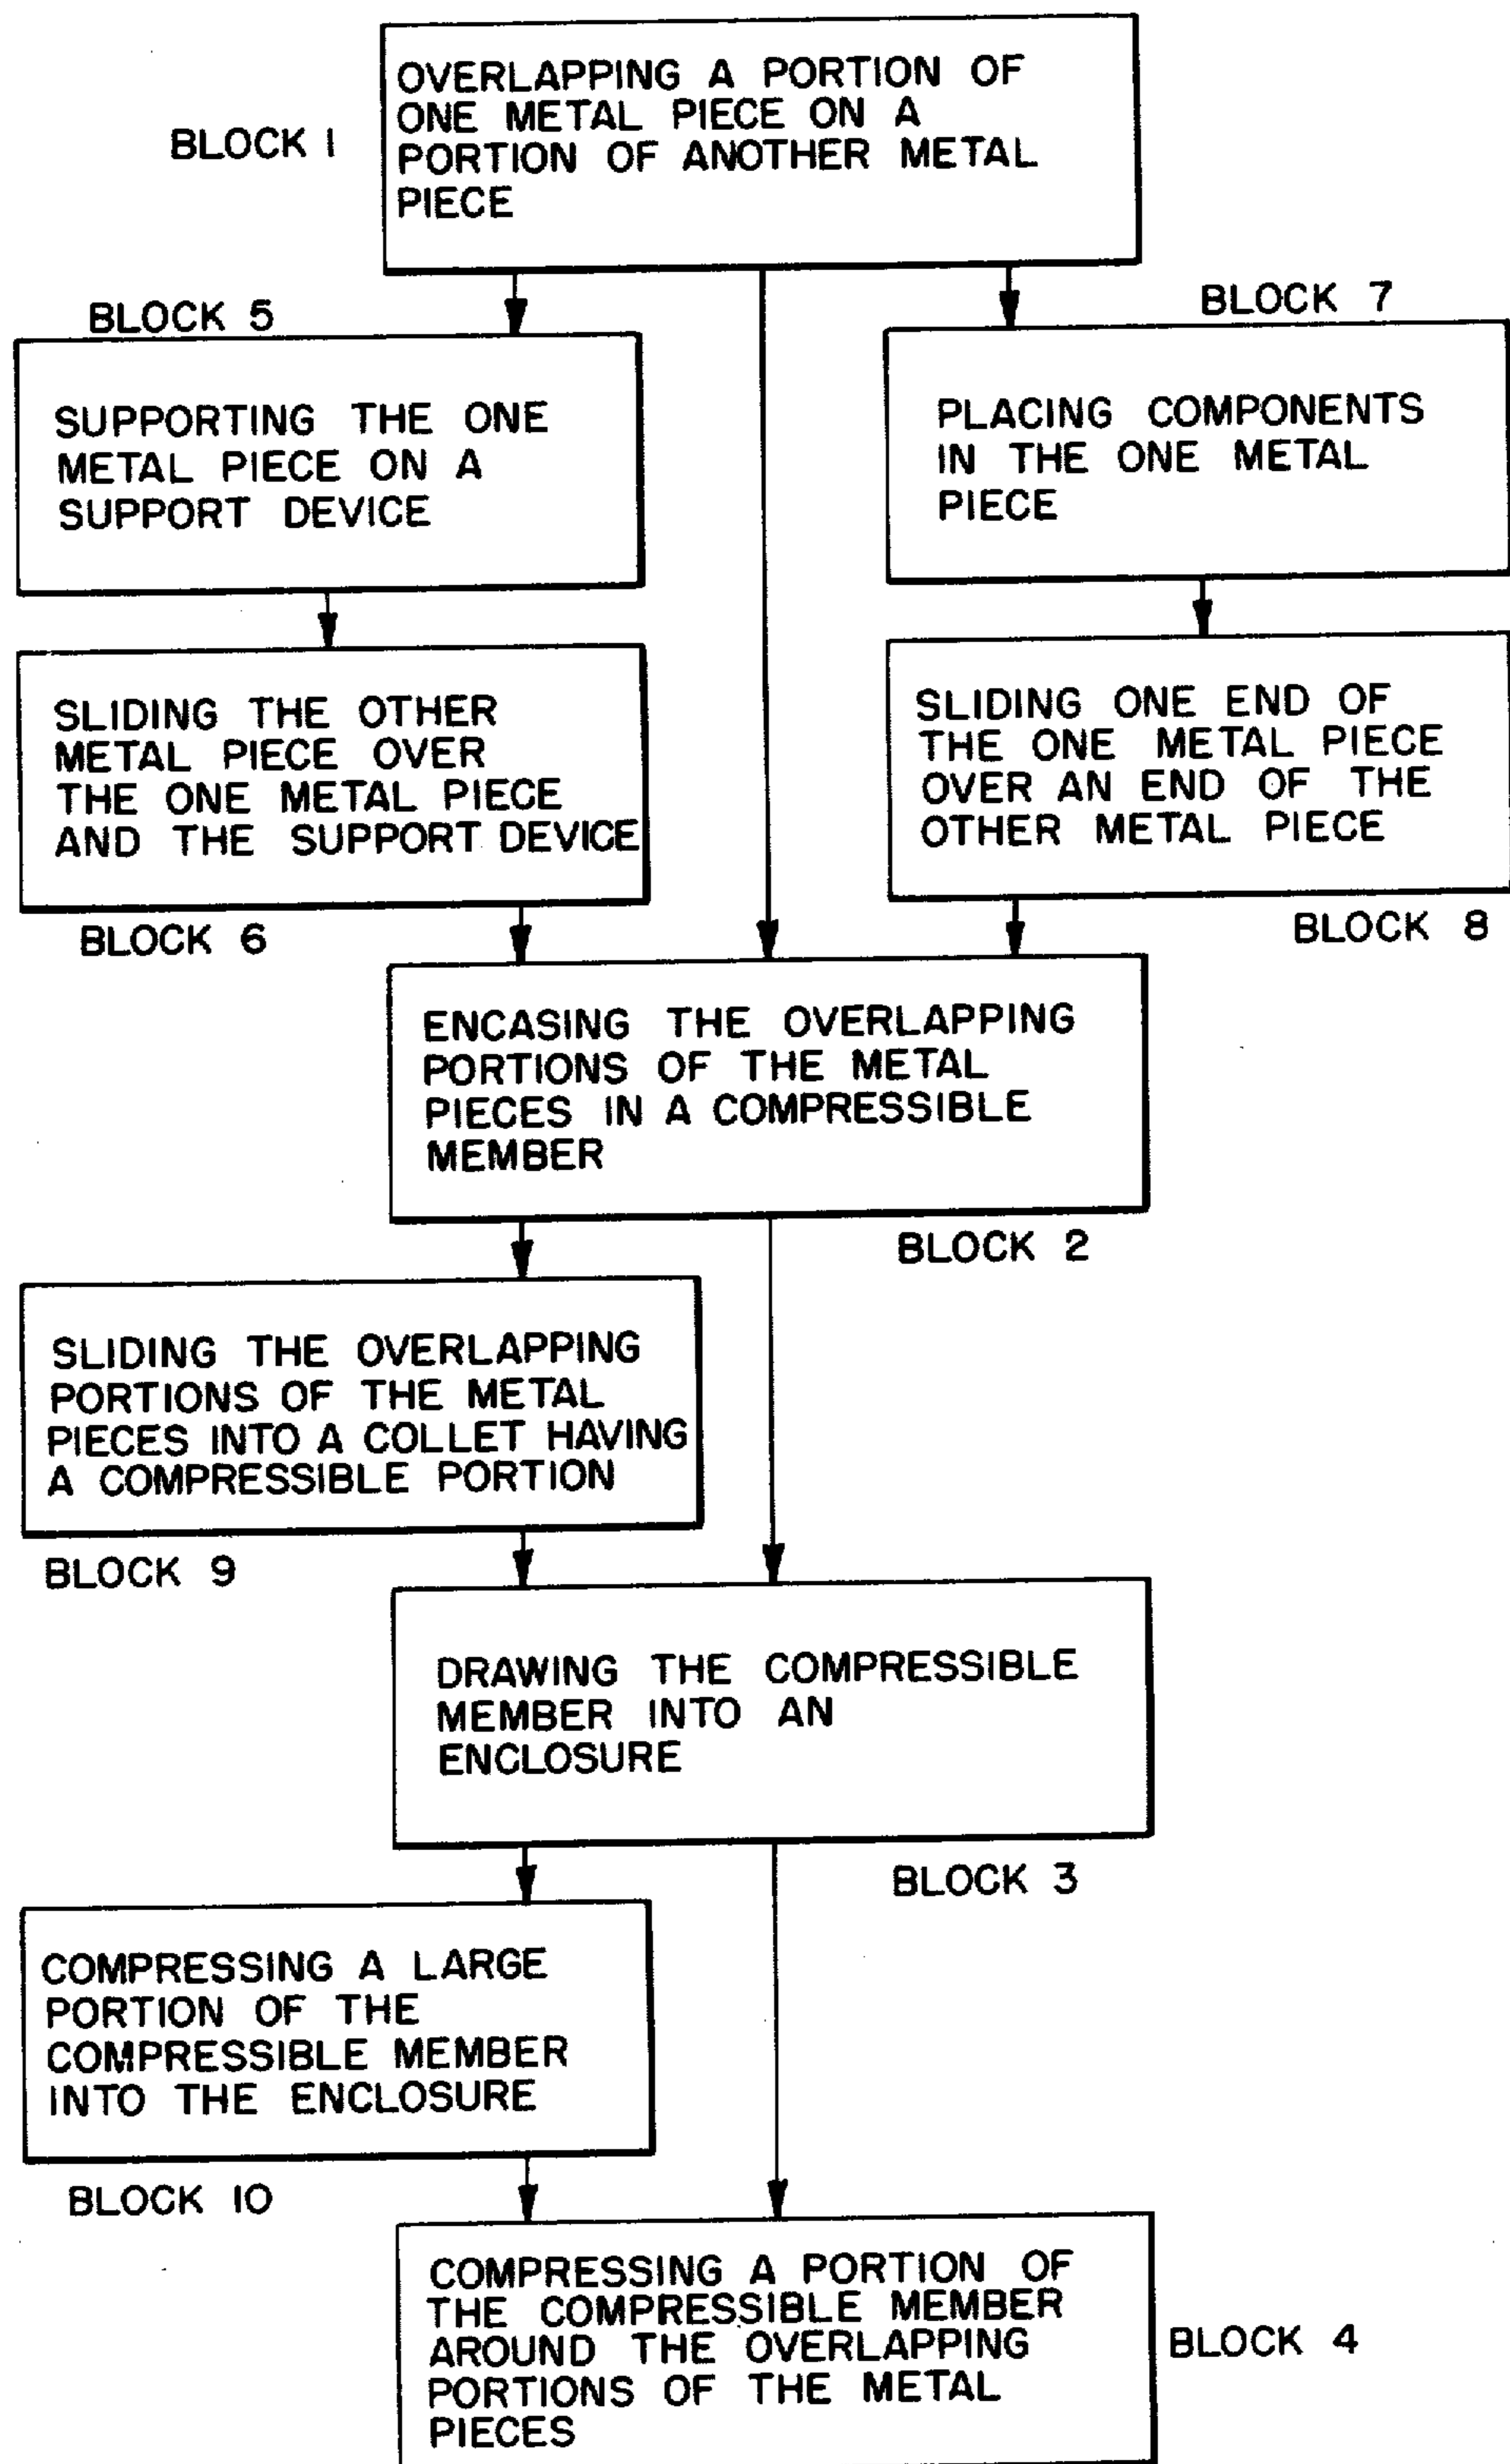 BLOCK 1
OVERLAPPING A PORTION OF
ONE METAL PIECE ON A
PORTION OF ANOTHER METAL
PIECE
BLOCK 5
SUPPORTING THE ONE
METAL PIECE ON A
SUPPORT DEVICE
BLOCK 7
PLACING COMPONENTS
IN THE ONE METAL
PIECE
SLIDING THE OTHER
METAL PIECE OVER
THE ONE METAL PIECE
AND THE SUPPORT DEVICE
BLOCK 6
SLIDING ONE END OF
THE ONE METAL PIECE
OVER AN END OF THE
OTHER METAL PIECE
BLOCK 8
ENCASING THE OVERLAPPING
PORTIONS OF THE METAL
PIECES IN A COMPRESSIBLE
MEMBER
BLOCK 2
SLIDING THE OVERLAPPING
PORTIONS OF THE METAL
PIECES INTO A COLLET HAVING
A COMPRESSIBLE PORTION
BLOCK 9
DRAWING THE COMPRESSIBLE
MEMBER INTO AN
ENCLOSURE
BLOCK 3
COMPRESSING A LARGE
PORTION OF THE
COMPRESSIBLE MEMBER
INTO THE ENCLOSURE
BLOCK 10
COMPRESSING A PORTION OF
THE COMPRESSIBLE MEMBER
AROUND THE OVERLAPPING
PORTIONS OF THE METAL
PIECES
BLOCK 4